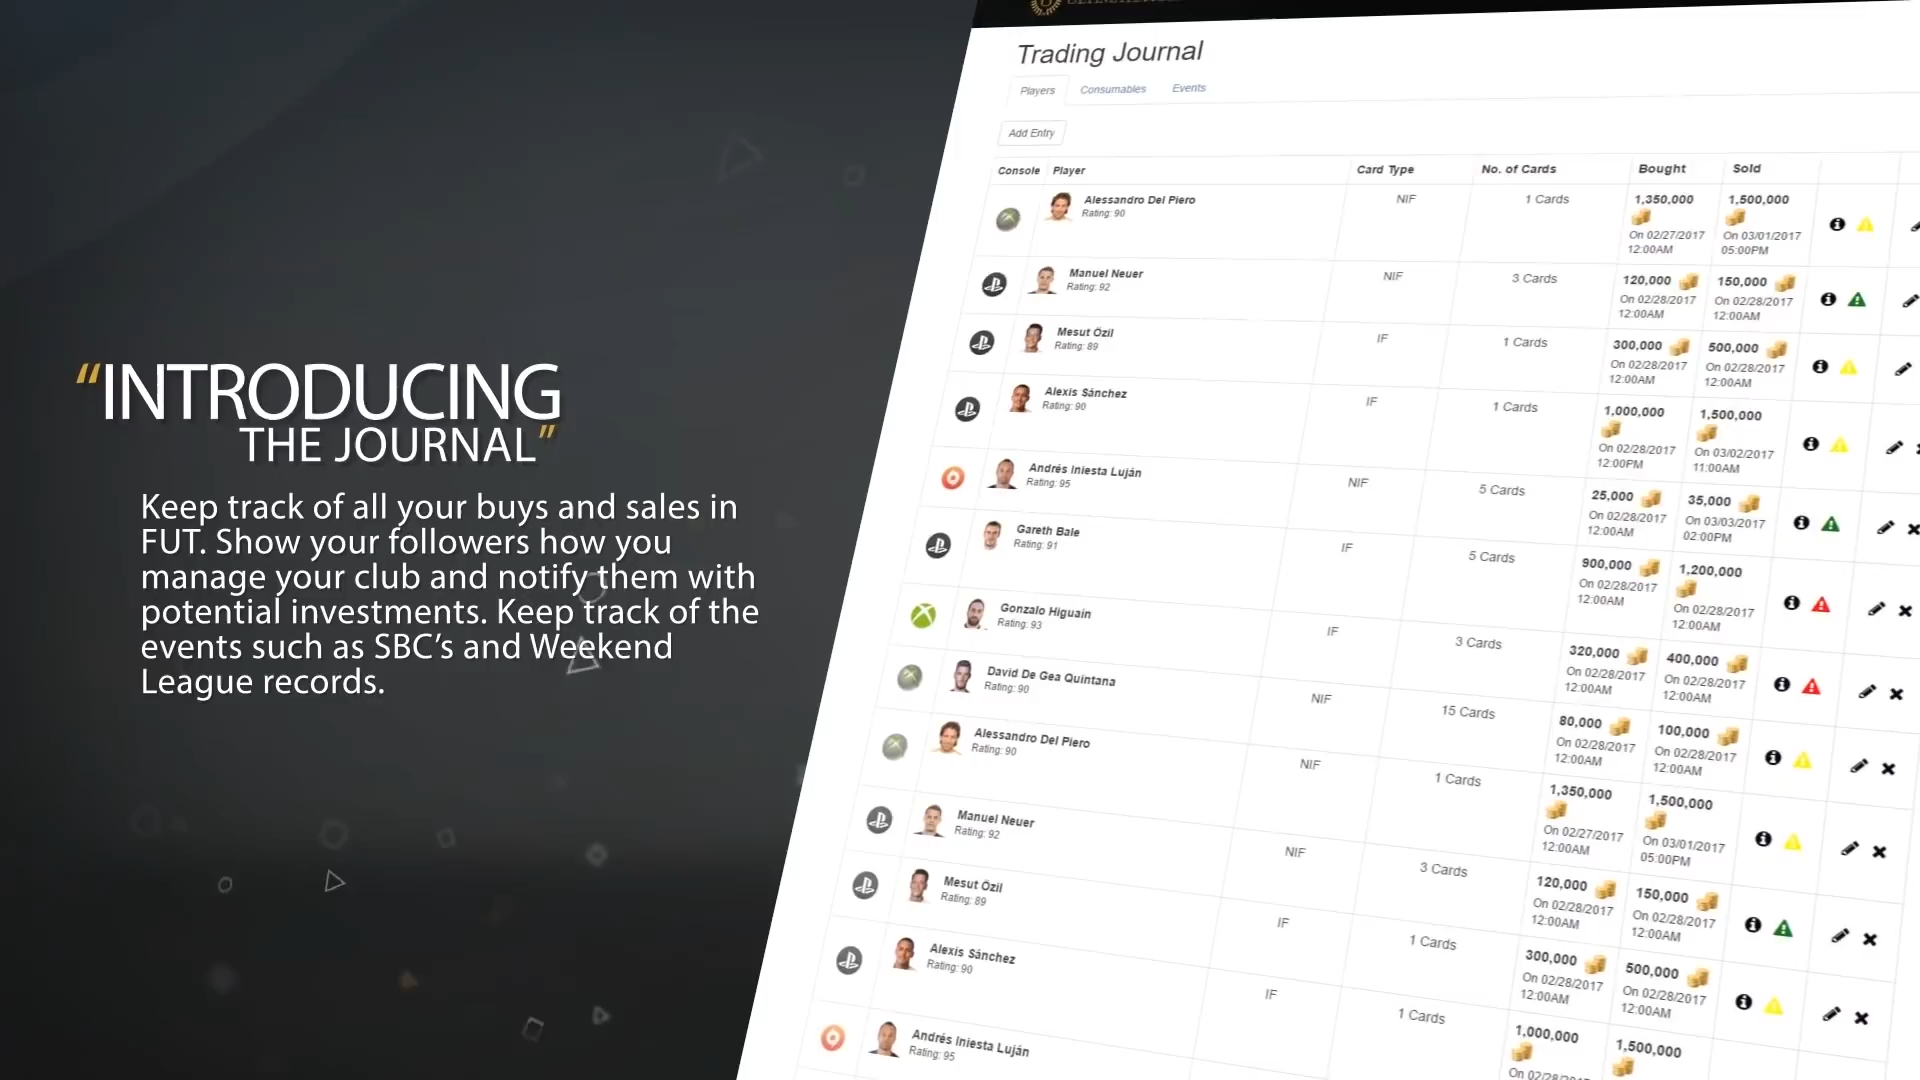 “INTRODUCING
THE JOURNAL”
Keep track of all your buys and sales in
FUT. Show your followers how you
manage your club and notify them with
potential investments. Keep track of the
events such as SBC’s and Weekend
League records.
Trading Journal
Players Consumables Events
Add Entry
Console Player Card Type No. of Cards Bought Sold
Alessandro Del Piero NIF 1 Cards 1,350,000 1,500,000
Rating: 90
On 02/27/2017 On 03/01/2017
12:00AM 05:00PM
Manuel Neuer NIF 3 Cards 120,000 150,000
Rating: 92
On 02/28/2017 On 02/28/2017
12:00AM 12:00AM
Mesut Özil IF 1 Cards 300,000 500,000
Rating: 89
On 02/28/2017 On 02/28/2017
12:00AM 12:00AM
Alexis Sánchez IF 1 Cards 1,000,000 1,500,000
Rating: 90
On 02/28/2017 On 03/02/2017
12:00PM 11:00AM
Andrés Iniesta Luján NIF 5 Cards 25,000 35,000
Rating: 95
On 02/28/2017 On 03/03/2017
12:00AM 02:00PM
Gareth Bale IF 5 Cards 900,000 1,200,000
Rating: 91
On 02/28/2017 On 02/28/2017
12:00AM 12:00AM
Gonzalo Higuaín IF 3 Cards 320,000 400,000
Rating: 93
On 02/28/2017 On 02/28/2017
12:00AM 12:00AM
David De Gea Quintana NIF 15 Cards 80,000 100,000
Rating: 90
On 02/28/2017 On 02/28/2017
12:00AM 12:00AM
Alessandro Del Piero NIF 1 Cards 1,350,000 1,500,000
Rating: 90
On 02/27/2017 On 03/01/2017
12:00AM 05:00PM
Manuel Neuer NIF 3 Cards 120,000 150,000
Rating: 92
On 02/28/2017 On 02/28/2017
12:00AM 12:00AM
Mesut Özil IF 1 Cards 300,000 500,000
Rating: 89
On 02/28/2017 On 02/28/2017
12:00AM 12:00AM
Alexis Sánchez IF 1 Cards 1,000,000 1,500,000
Rating: 90
Andrés Iniesta Luján
Rating: 95